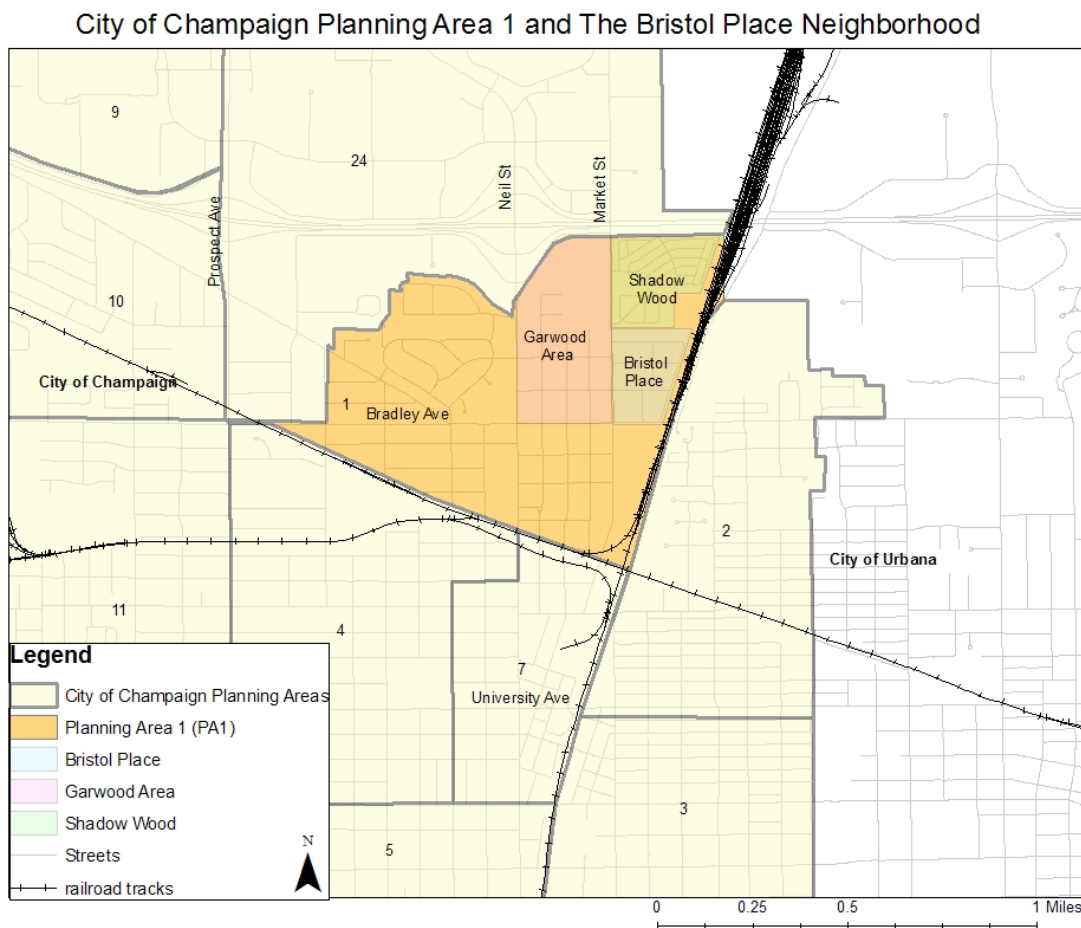 City of Champaign Planning Area 1 and The Bristol Place Neighborhood
9
24
Neil St
Market St
Prospect Ave
Shadow
Wood
10
Garwood
Area
Bristol
Place
City of Champaign
1
Bradley Ave
2
City of Urbana
11
4
7
University Ave
3
5
Legend
City of Champaign Planning Areas
Planning Area 1 (PA1)
Bristol Place
Garwood Area
Shadow Wood
Streets
railroad tracks
N
0 0.25 0.5 1 Miles